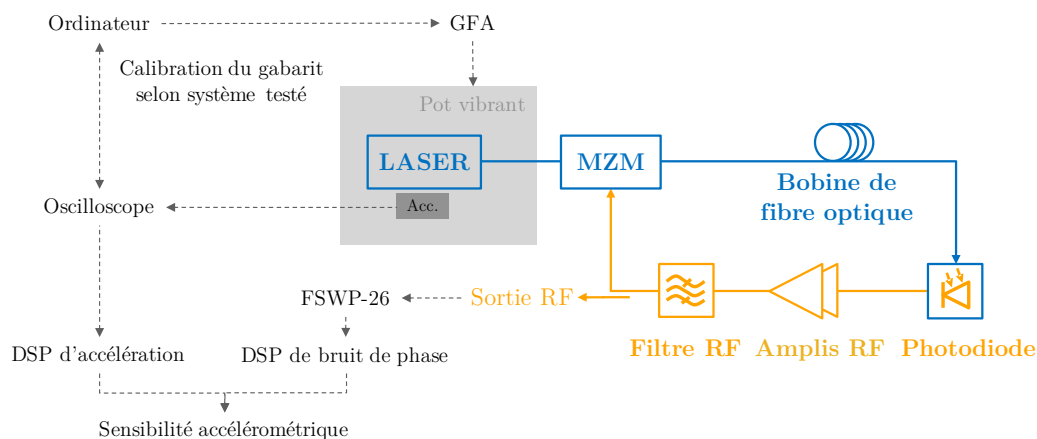 Ordinateur
GFA
Calibration du gabarit
selon système testé
Pot vibrant
LASER
MZM
Acc.
Oscilloscope
Bobine de
fibre optique
FSWP-26
Sortie RF
DSP d'accélération
DSP de bruit de phase
Filtre RF
Amplis RF
Photodiode
Sensibilité accélérométrique